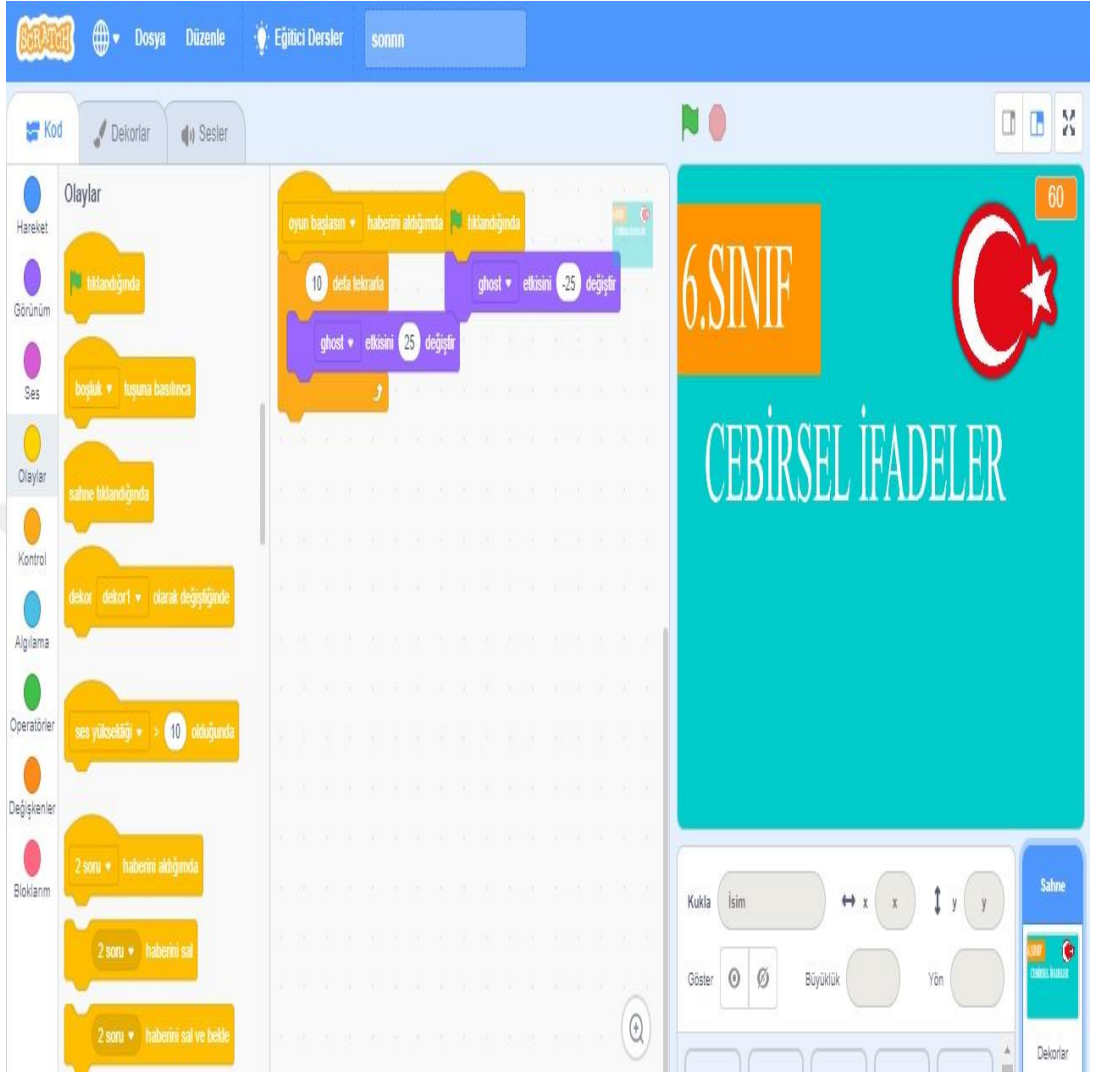 SCRATCH Dosya Düzenle Eğitici Dersler sonnn
Kod Dekorlar Sesler
Hareket
Görünüm
Ses
Olaylar
Kontrol
Algılama
Operatörler
Değişkenler
Bloklarım
Olaylar
tıklandığında
boşluk tuşuna basılınca
sahne tıklandığında
dekor dekor1 olarak değiştiğinde
ses yüksekliği > 10 olduğunda
2 soru haberini aldığımda
2 soru haberini sal
2 soru haberini sal ve bekle
oyun başlasın haberini aldığımda
10 defa tekrarla
ghost etkisini 25 değiştir
tıklandığında
ghost etkisini -25 değiştir
60
6.SINIF
CEBİRSEL İFADELER
Kukla İsim x x y y
Göster Büyüklük Yön
Sahne
CEBİRSEL İFADELER
Dekorlar